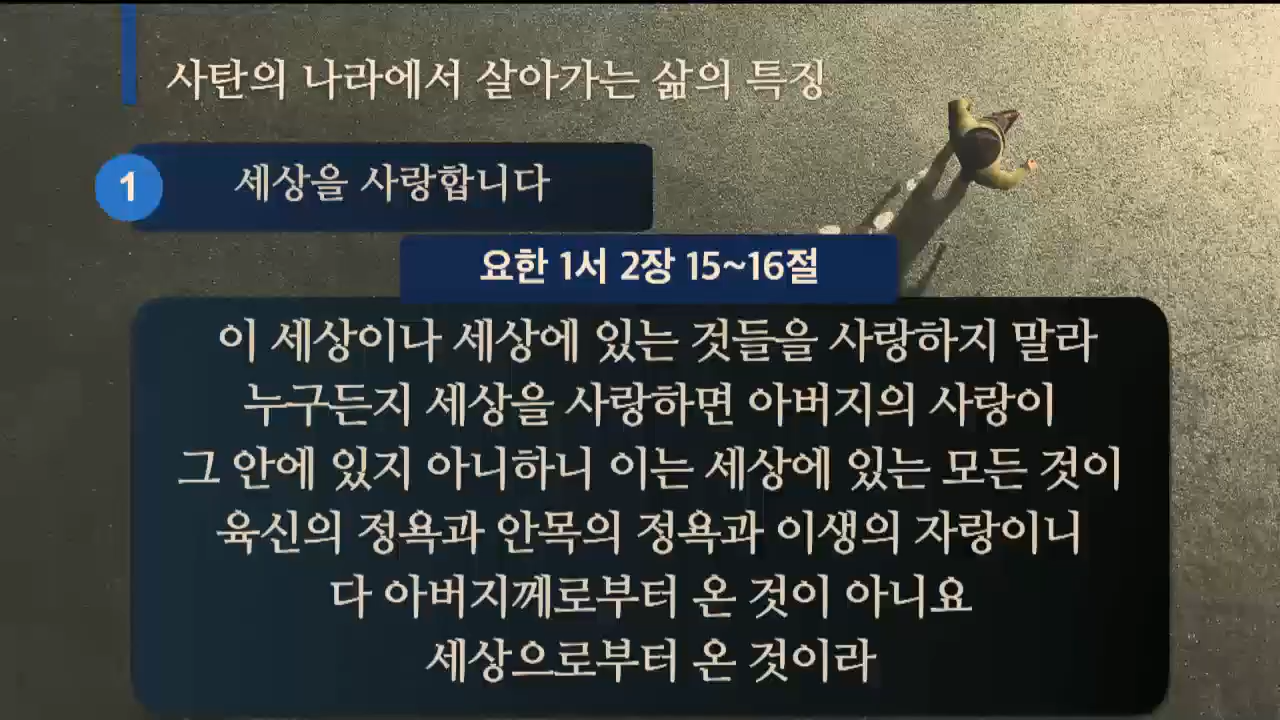 사탄의 나라에서 살아가는 삶의 특징
1 세상을 사랑합니다
요한 1서 2장 15~16절
이 세상이나 세상에 있는 것들을 사랑하지 말라
누구든지 세상을 사랑하면 아버지의 사랑이
그 안에 있지 아니하니 이는 세상에 있는 모든 것이
육신의 정욕과 안목의 정욕과 이생의 자랑이니
다 아버지께로부터 온 것이 아니요
세상으로부터 온 것이라